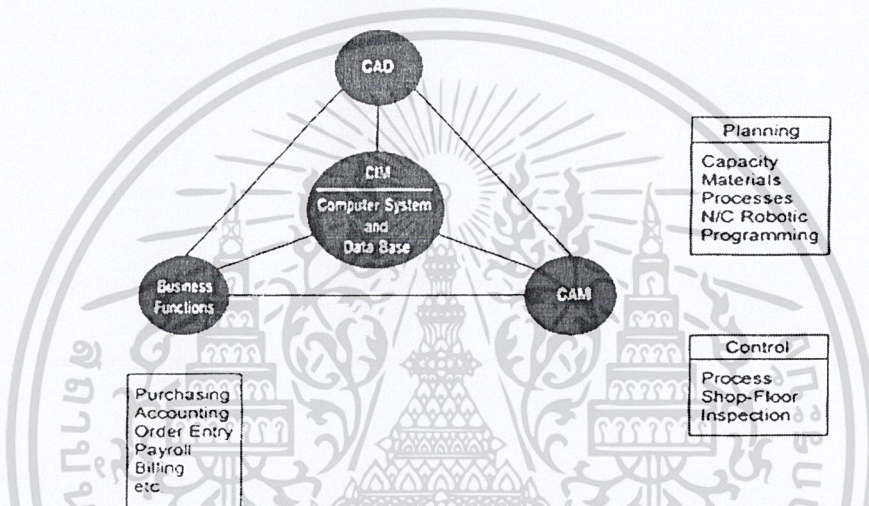 CAD
CIM
Computer System
and
Data Base
Business
Functions
CAM
Planning
Capacity
Materials
Processes
N/C Robotic
Programming
Control
Process
Shop-Floor
Inspection
Purchasing
Accounting
Order Entry
Payroll
Billing
etc